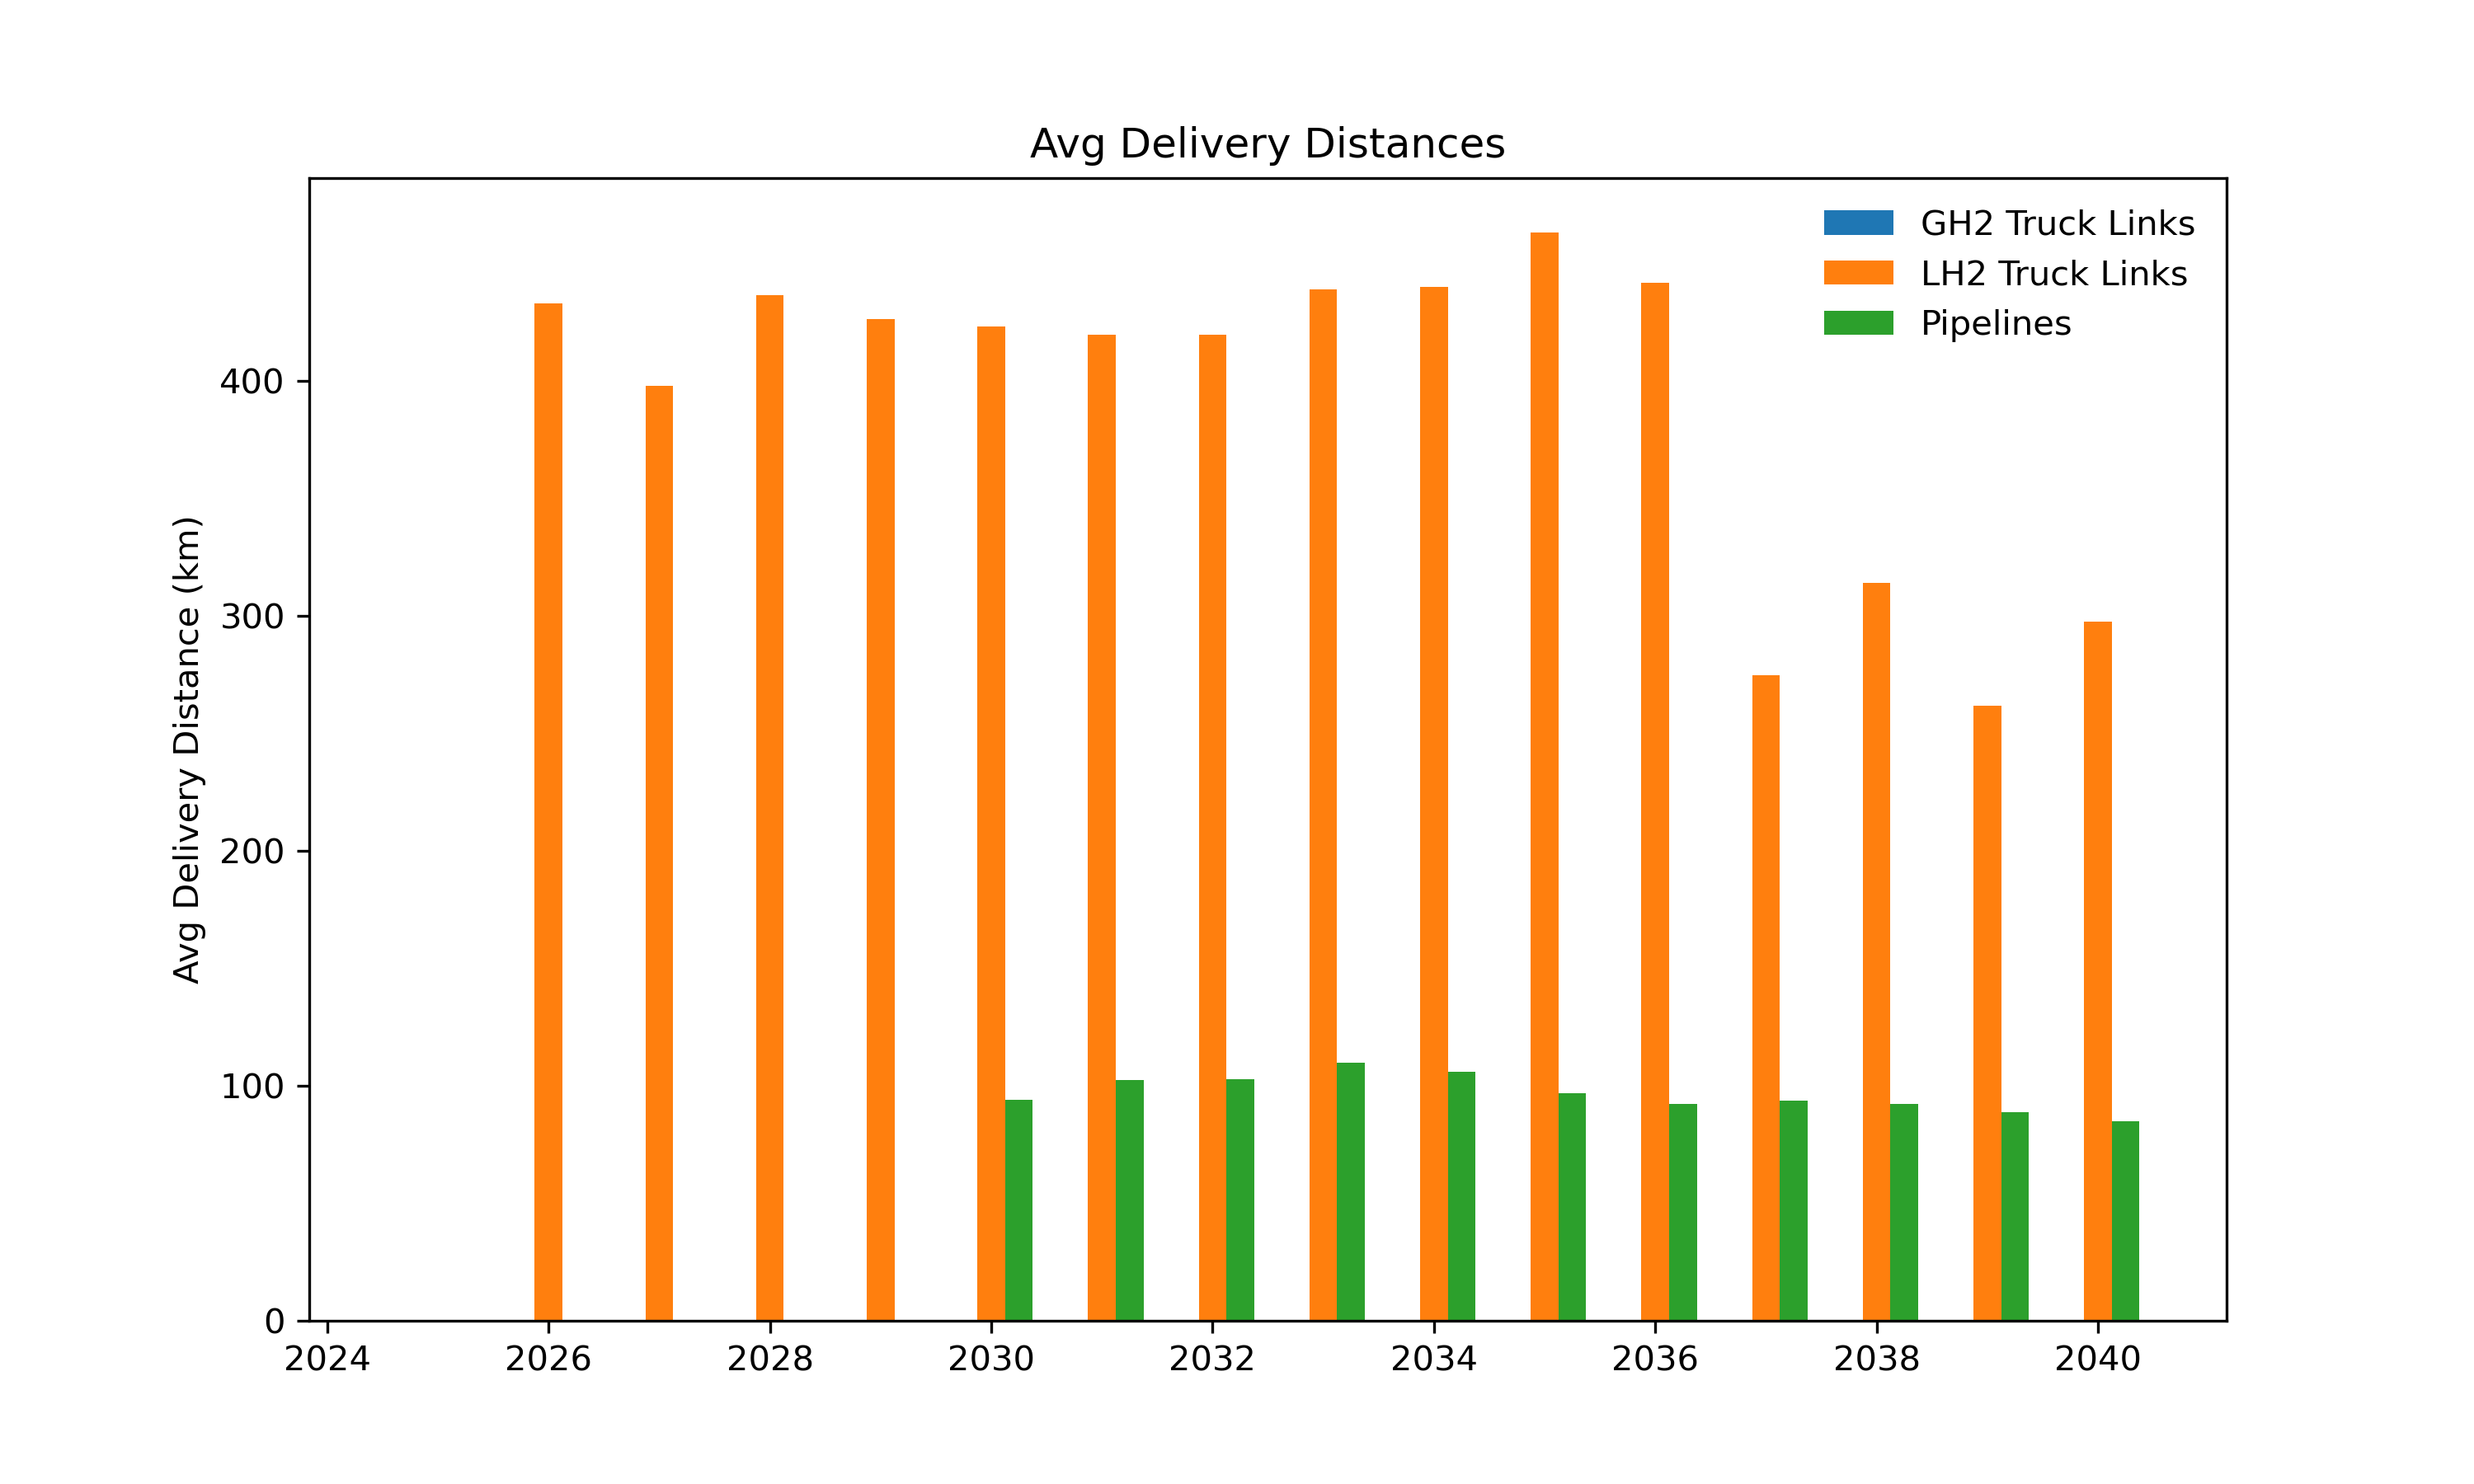 Avg Delivery Distances
GH2 Truck Links
LH2 Truck Links
Pipelines
Avg Delivery Distance (km)
400
300
200
100
0
2024 2026 2028 2030 2032 2034 2036 2038 2040